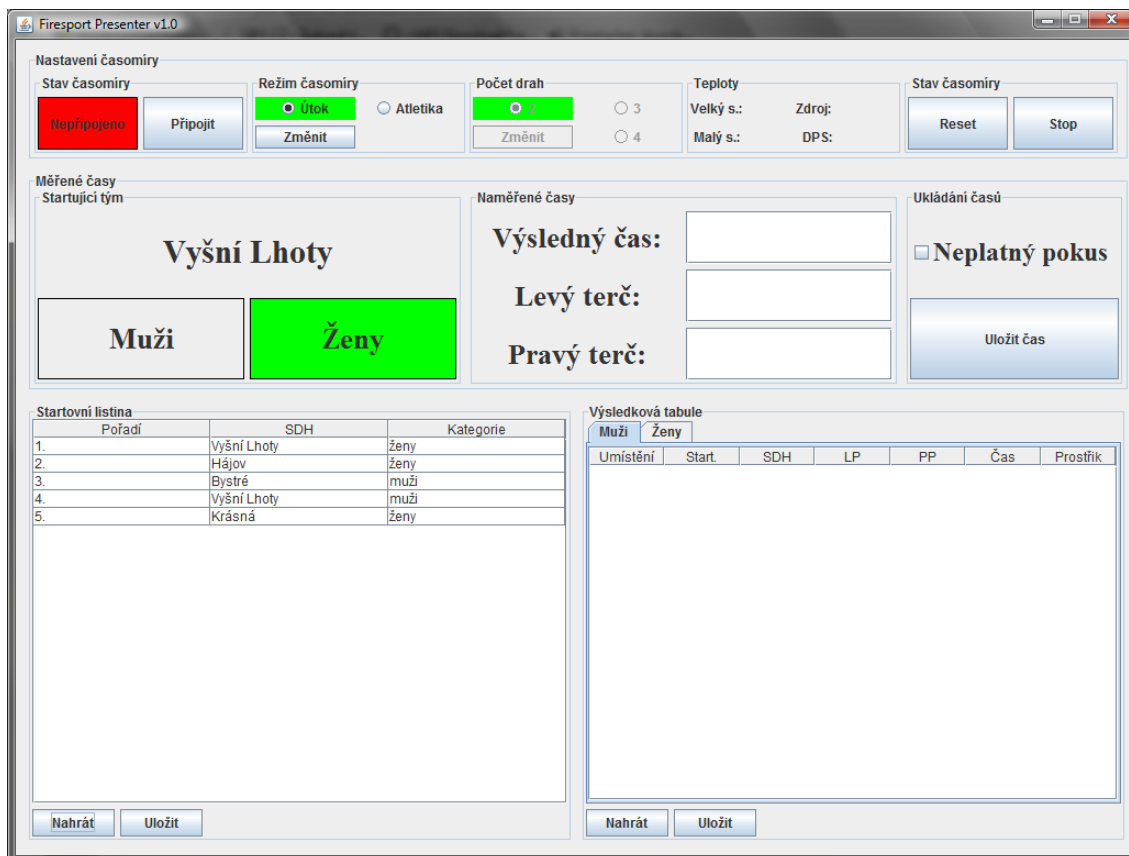 Firesport Presenter v1.0
Nastavení časomíry
Stav časomíry
Nepřipojeno
Připojit
Režim časomíry
Útok
Atletika
Změnit
Počet drah
2
3
Změnit
4
Teploty
Velký s.: Zdroj:
Malý s.: DPS:
Stav časomíry
Reset
Stop
Měřené časy
Startující tým
Vyšní Lhoty
Muži
Ženy
Naměřené časy
Výsledný čas:
Levý terč:
Pravý terč:
Ukládání časů
Neplatný pokus
Uložit čas
Startovní listina
Pořadí SDH Kategorie
1. Vyšní Lhoty ženy
2. Hájov ženy
3. Bystré muži
4. Vyšní Lhoty muži
5. Krásná ženy
Nahrát Uložit
Výsledková tabule
Muži Ženy
Umístění Start. SDH LP PP Čas Prostřik
Nahrát Uložit